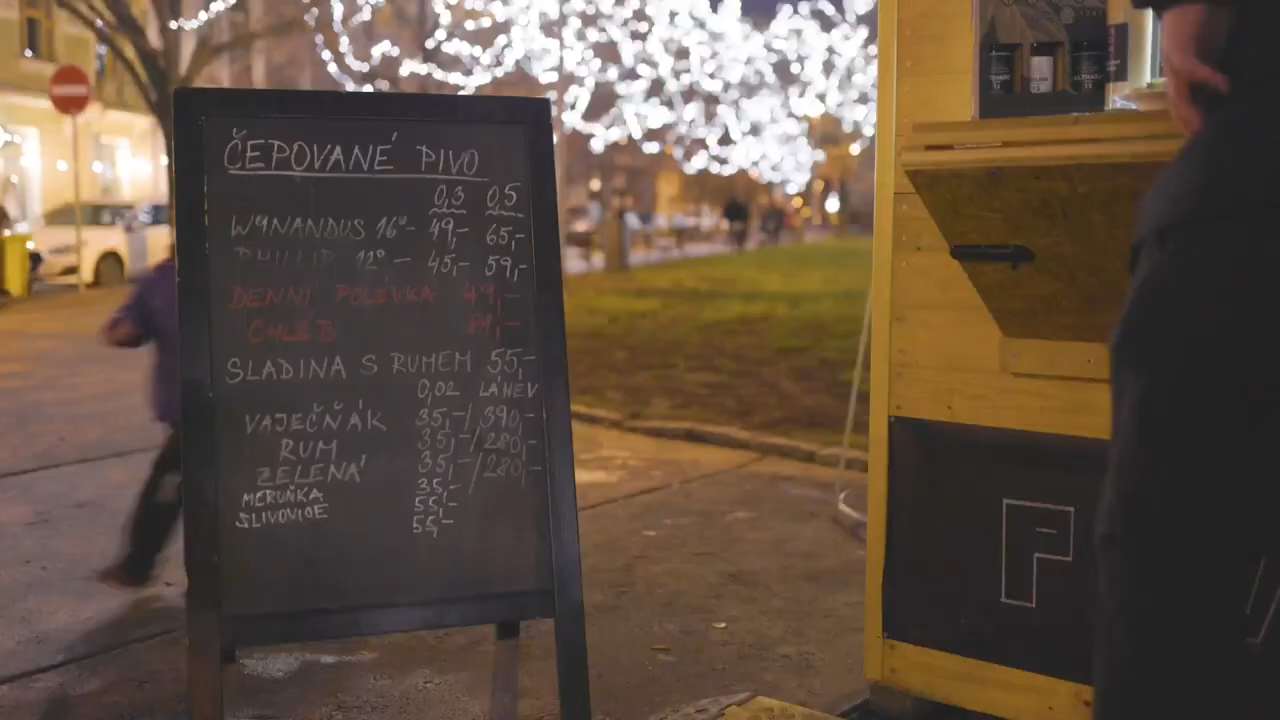 ČEPOVANÉ PIVO
0,3 0,5
WYNANDUS 16°- 49,- 65,-
PHILLIP 12° — 45,- 59,-
DENNÍ POLEVKA 49,-
CHLEB
SLADINA S RUMEM 55,-
0,02 LÁHEV
VAJEČŇÁK 35,-/390,-
RUM 35,-/280,-
ZELENÁ 35,-/280,-
35,-
MERUŇKA 55,-
SLIVOVICE 55,-
P